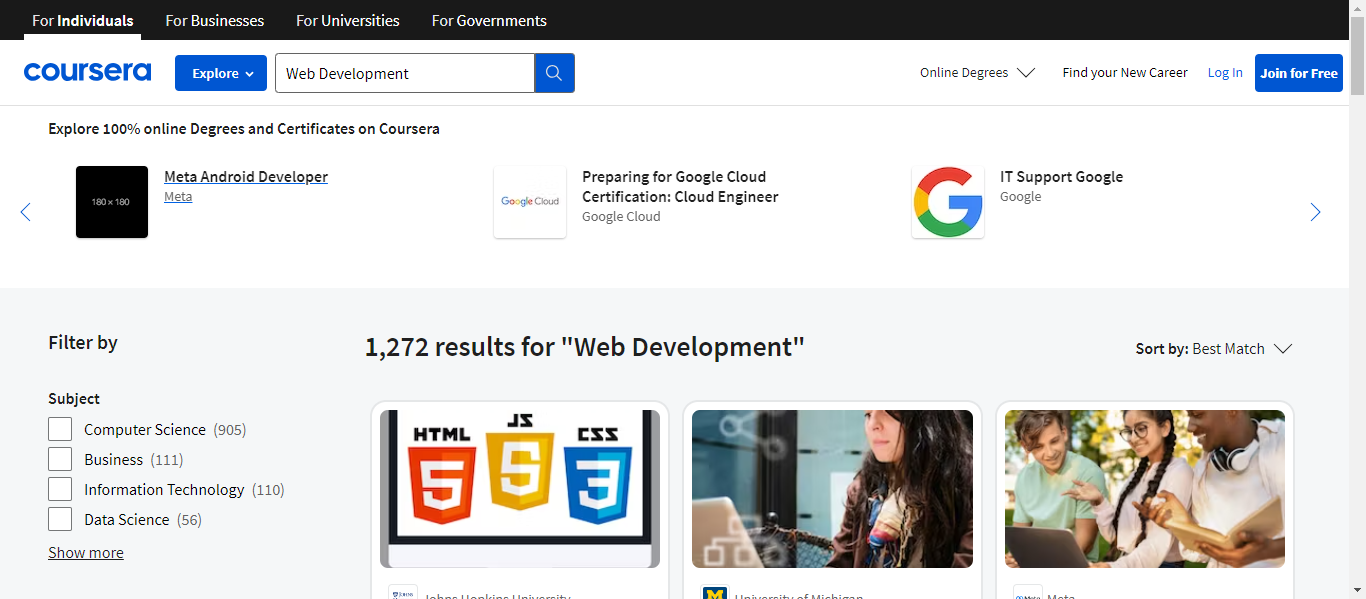 For Individuals For Businesses For Universities For Governments
coursera Explore Web Development Online Degrees Find your New Career Log In Join for Free
Explore 100% online Degrees and Certificates on Coursera
180 × 180
Meta Android Developer
Meta
Google Cloud
Preparing for Google Cloud
Certification: Cloud Engineer
Google Cloud
IT Support Google
Google
Filter by
1,272 results for "Web Development"
Sort by: Best Match
Subject
Computer Science (905)
Business (111)
Information Technology (110)
Data Science (56)
Show more
HTML JS CSS
5 5 3
Johns Hopkins University
University of Michigan
Meta